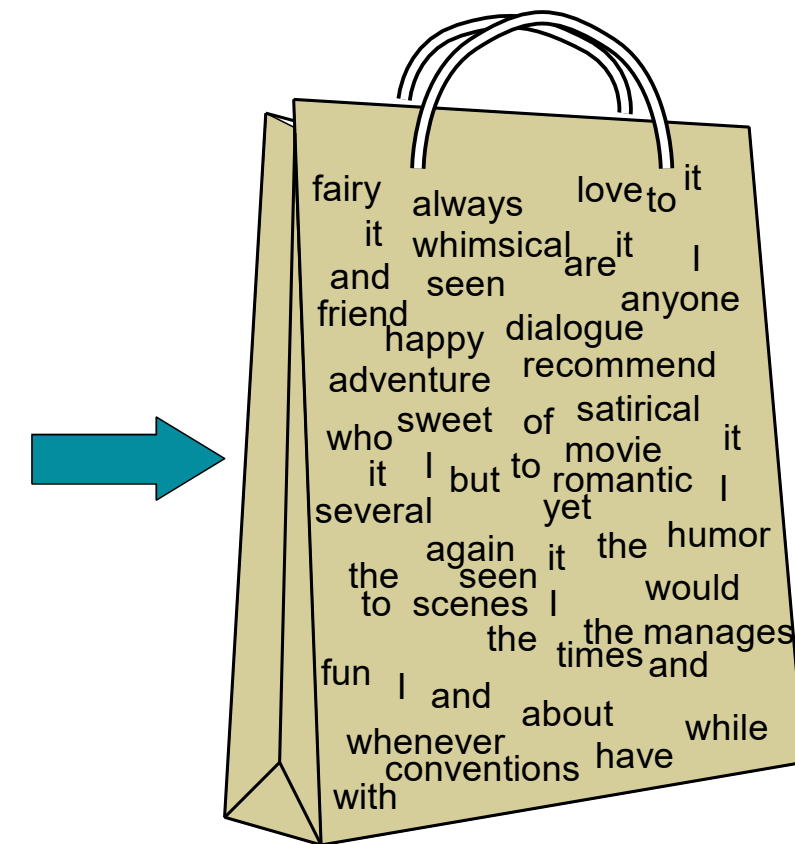 fairy always love to it
it whimsical are it I
and seen anyone
friend happy dialogue
adventure recommend
who sweet of satirical it
it I but to movie romantic I
several yet
again it the humor
the seen would
to scenes I
the the manages
times and
fun I and
about while
whenever have
conventions
with